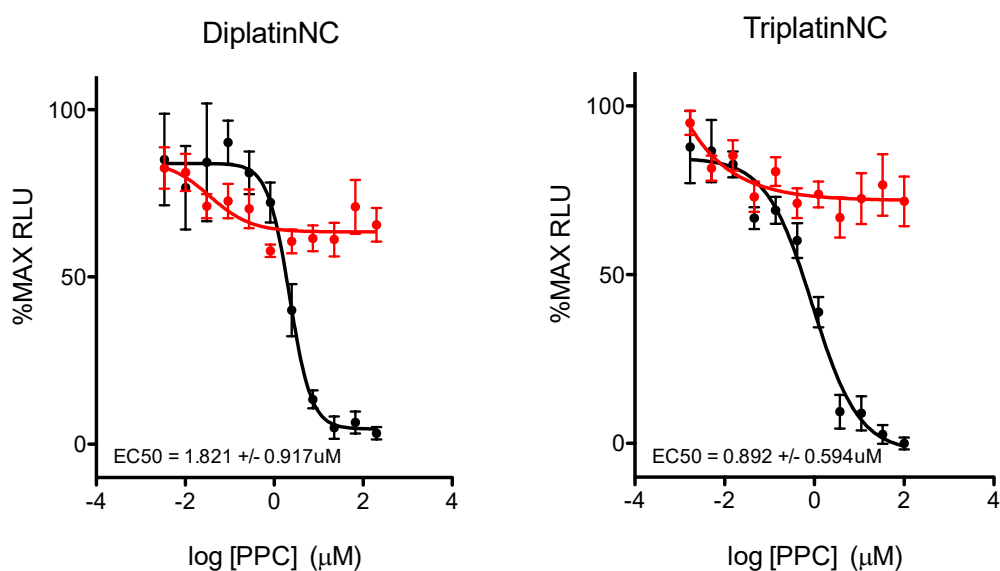 DiplatinNC
%MAX RLU
100
50
0
EC50 = 1.821 +/- 0.917uM
-4
-2
0
2
4
log [PPC] (μM)
TriplatinNC
%MAX RLU
100
50
0
EC50 = 0.892 +/- 0.594uM
-4
-2
0
2
4
log [PPC] (μM)